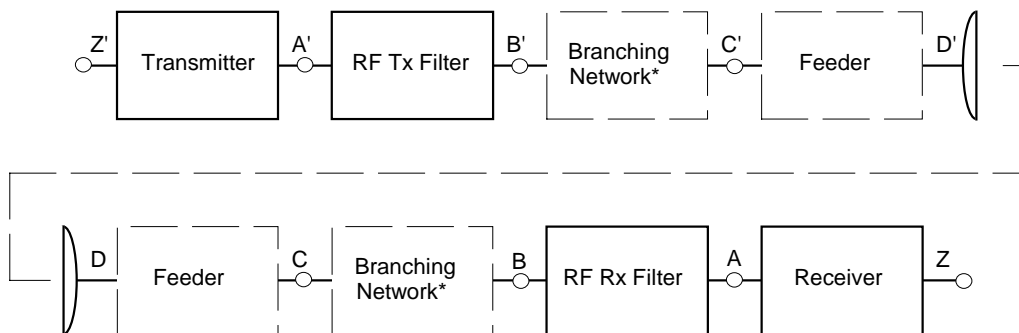 Z'
Transmitter
A'
RF Tx Filter
B'
Branching
Network*
C'
Feeder
D'
D
Feeder
C
Branching
Network*
B
RF Rx Filter
A
Receiver
Z